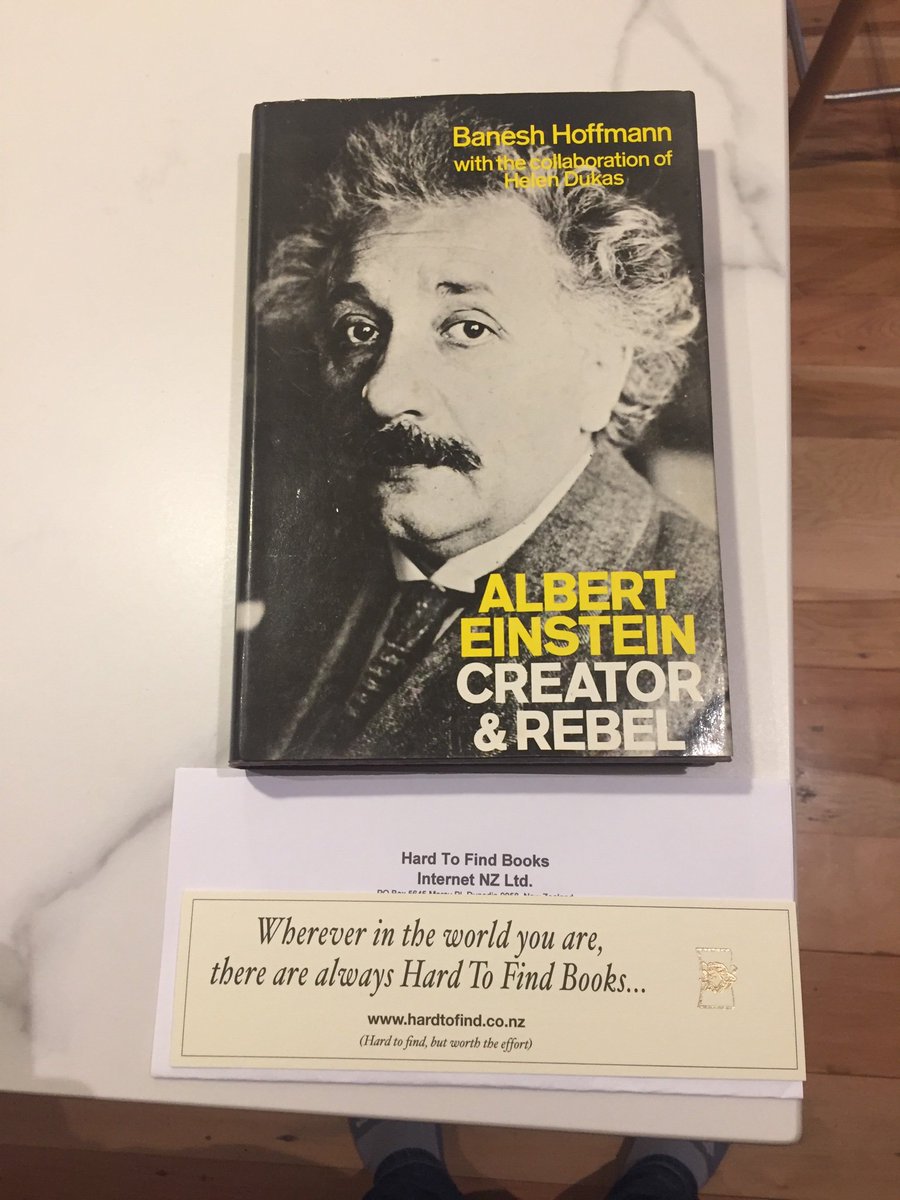 Banesh Hoffmann
with the collaboration of
Helen Dukas
ALBERT
EINSTEIN
CREATOR
& REBEL
Hard To Find Books
Internet NZ Ltd.
Wherever in the world you are,
there are always Hard To Find Books...
www.hardtofind.co.nz
(Hard to find, but worth the effort)